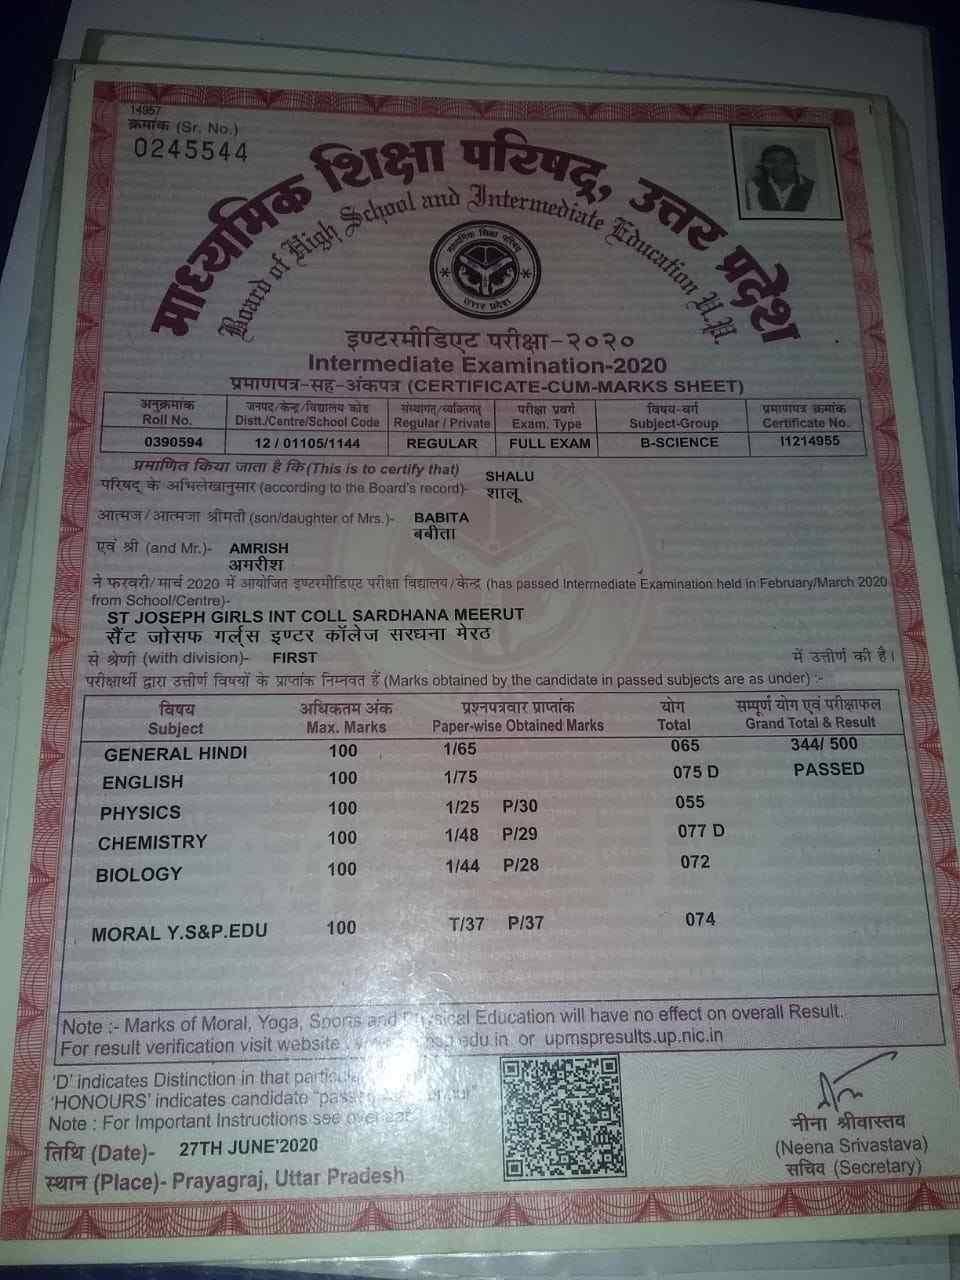 14957
क्रमांक (Sr. No.)
0245544
माध्यमिक शिक्षा परिषद्, उत्तर प्रदेश
Board of High School and Intermediate Education U.P.
माध्यमिक शिक्षा परिषद्
उत्तर प्रदेश
इण्टरमीडिएट परीक्षा-२०२०
Intermediate Examination-2020
प्रमाणपत्र-सह-अंकपत्र (CERTIFICATE-CUM-MARKS SHEET)
अनुक्रमांक जनपद/केन्द्र/विद्यालय कोड संस्थागत/व्यक्तिगत परीक्षा प्रवर्ग विषय-वर्ग प्रमाणपत्र क्रमांक
Roll No. Distt./Centre/School Code Regular / Private Exam. Type Subject-Group Certificate No.
0390594 12 / 01105/1144 REGULAR FULL EXAM B-SCIENCE I1214955
प्रमाणित किया जाता है कि (This is to certify that) SHALU
परिषद् के अभिलेखानुसार (according to the Board's record)- शालू
आत्मज/आत्मजा श्रीमती (son/daughter of Mrs.)- BABITA
बबीता
एवं श्री (and Mr.)- AMRISH
अमरीश
ने फरवरी/मार्च 2020 में आयोजित इण्टरमीडिएट परीक्षा विद्यालय/केन्द्र (has passed Intermediate Examination held in February/March 2020
from School/Centre)-
ST JOSEPH GIRLS INT COLL SARDHANA MEERUT
सैंट जोसफ गर्ल्स इण्टर कॉलेज सरधना मेरठ
से श्रेणी (with division)- FIRST में उत्तीर्ण की है।
परीक्षार्थी द्वारा उत्तीर्ण विषयों के प्राप्तांक निम्नवत हैं (Marks obtained by the candidate in passed subjects are as under) :-
विषय अधिकतम अंक प्रश्नपत्रवार प्राप्तांक योग सम्पूर्ण योग एवं परीक्षाफल
Subject Max. Marks Paper-wise Obtained Marks Total Grand Total & Result
GENERAL HINDI 100 1/65 065 344/ 500
ENGLISH 100 1/75 075 D PASSED
PHYSICS 100 1/25 P/30 055
CHEMISTRY 100 1/48 P/29 077 D
BIOLOGY 100 1/44 P/28 072
MORAL Y.S&P.EDU 100 T/37 P/37 074
Note :- Marks of Moral, Yoga, Sports and Physical Education will have no effect on overall Result.
For result verification visit website edu.in or upmspresults.up.nic.in
'D' indicates Distinction in that
'HONOURS' indicates candidate "passed
Note : For Important Instructions see overleaf
तिथि (Date)- 27TH JUNE'2020
स्थान (Place)- Prayagraj, Uttar Pradesh
नीना श्रीवास्तव
(Neena Srivastava)
सचिव (Secretary)